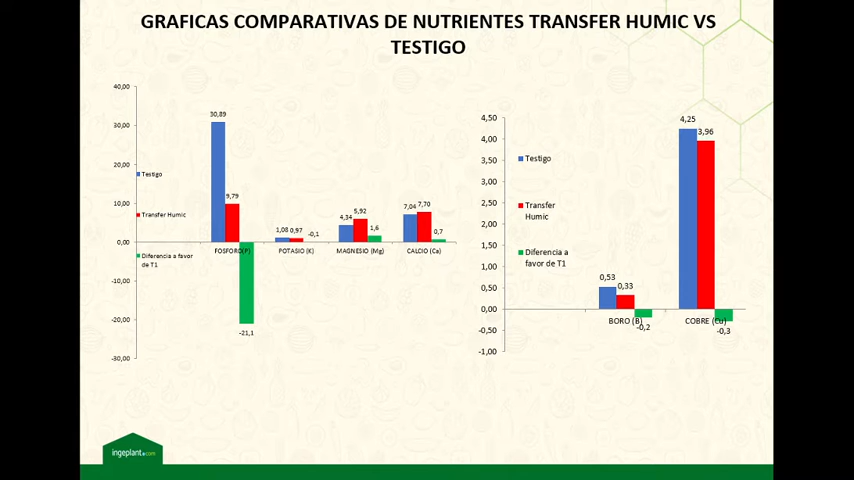 GRAFICAS COMPARATIVAS DE NUTRIENTES TRANSFER HUMIC VS
TESTIGO
40,00
30,00
20,00
10,00
0,00
-10,00
-20,00
-30,00
Testigo
Transfer Humic
Diferencia a favor
de T1
30,89
9,79
-21,1
1,08
0,97
-0,1
4,34
5,92
1,6
7,04
7,70
0,7
FOSFORO(P)
POTASIO (K)
MAGNESIO (Mg)
CALCIO (Ca)
4,50
4,00
3,50
3,00
2,50
2,00
1,50
1,00
0,50
0,00
-0,50
-1,00
Testigo
Transfer
Humic
Diferencia a
favor de T1
0,53
0,33
-0,2
4,25
3,96
-0,3
BORO (B)
COBRE (Cu)
ingeplant.com